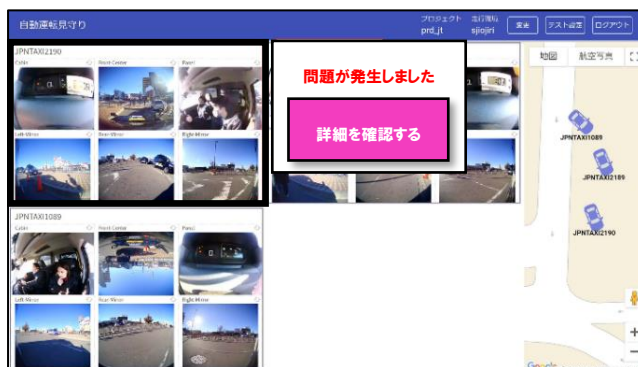 自動運転見守り
プロジェクト
prd_jt
走行環境
sjiojiri
変更
テスト設定
ログアウト
JPNTAXI2190
Cabin
Front Center
Panel
Left Mirror
Rear Mirror
Right Mirror
問題が発生しました
詳細を確認する
JPNTAXI1089
Cabin
Front Center
Panel
Left Mirror
Rear Mirror
Right Mirror
地図
航空写真
JPNTAXI1089
JPNTAXI2189
JPNTAXI2190
Google